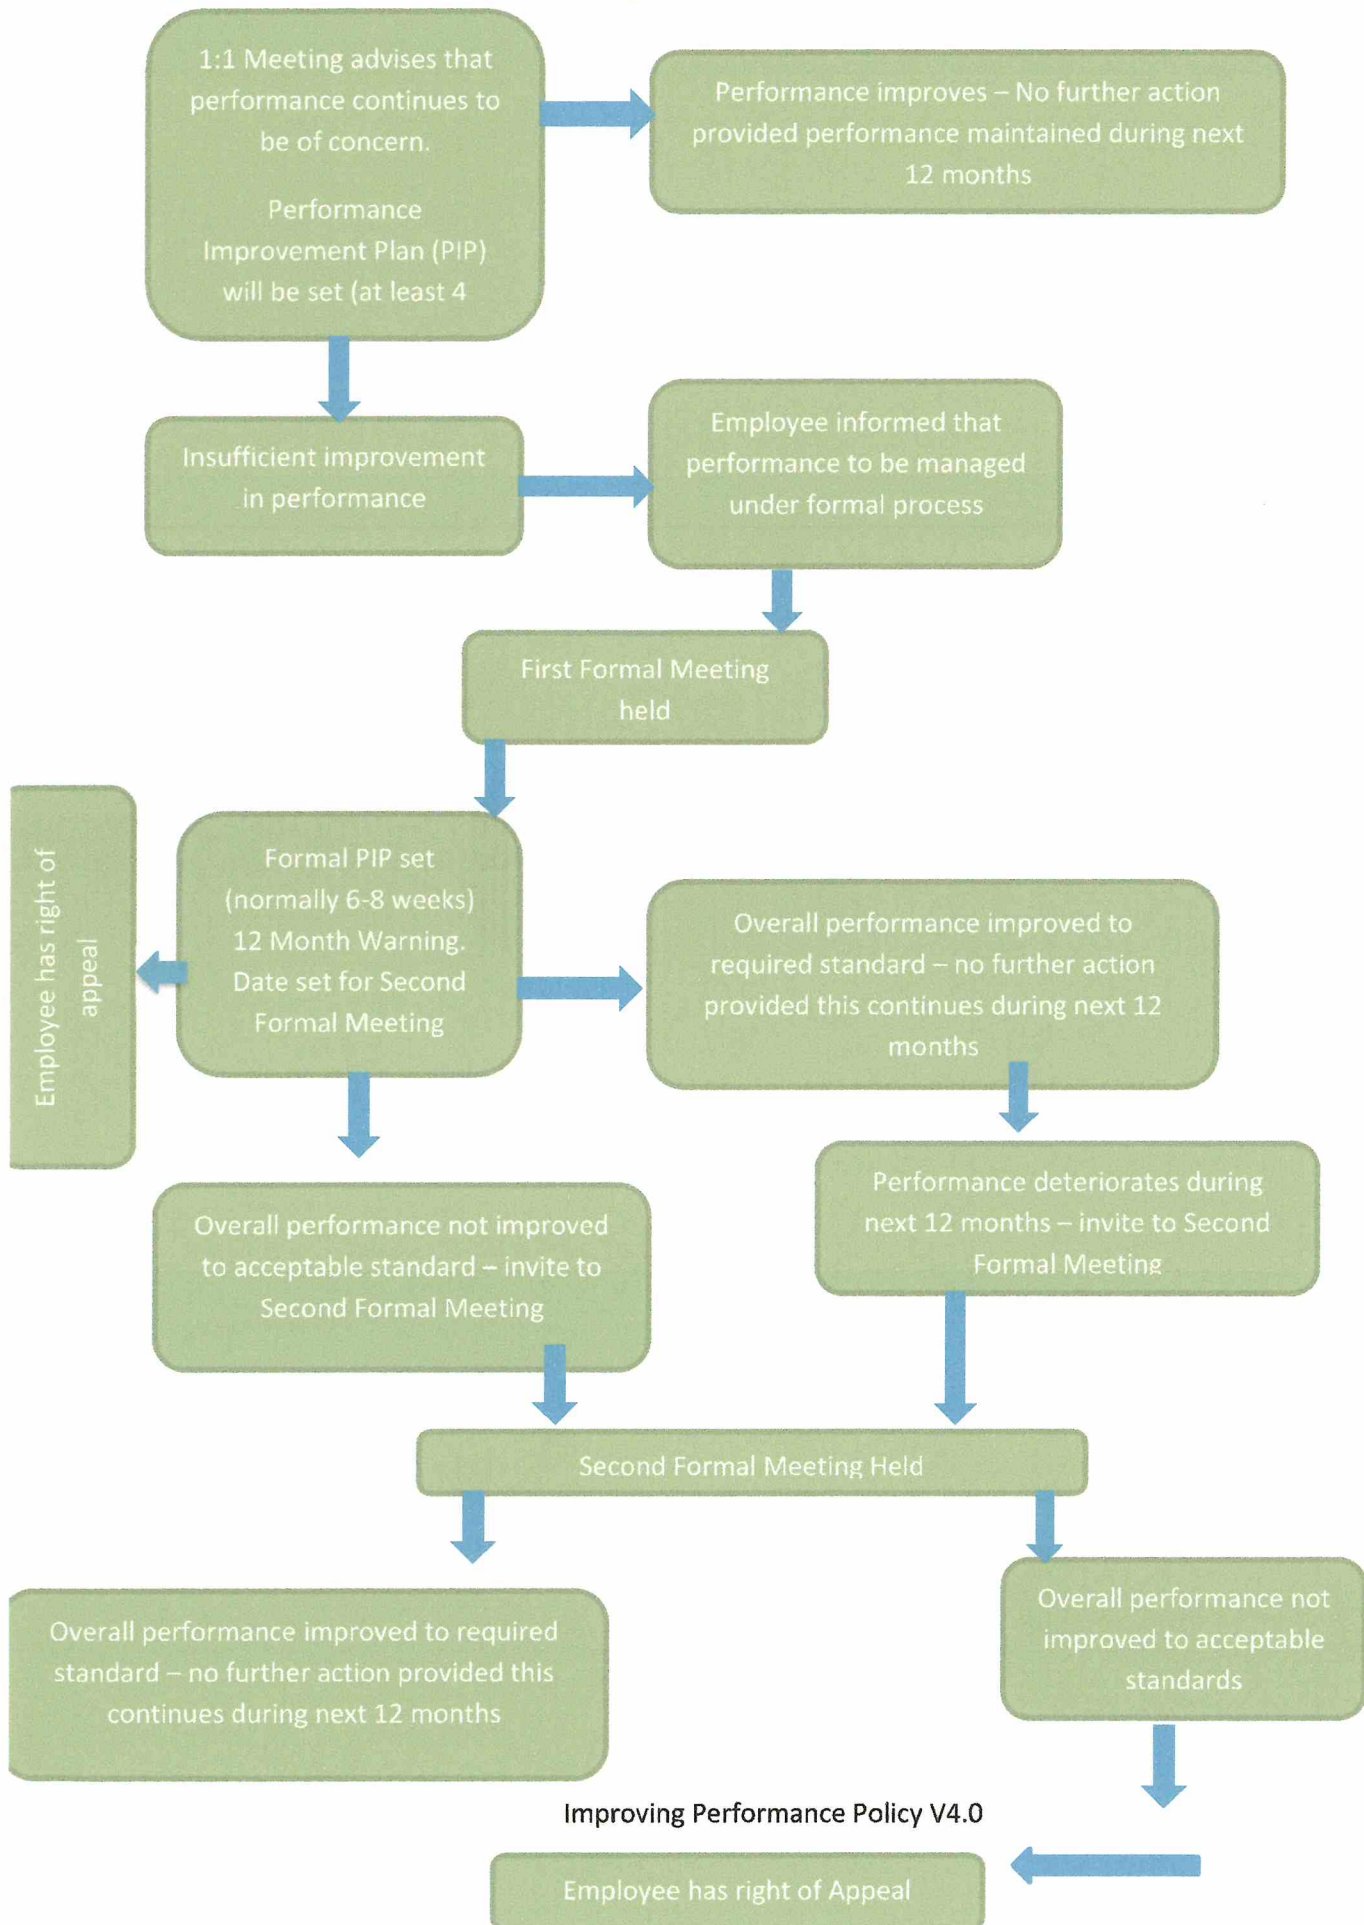 1:1 Meeting advises that
performance continues to
be of concern.
Performance
Improvement Plan (PIP)
will be set (at least 4
Performance improves – No further action
provided performance maintained during next
12 months
Insufficient improvement
in performance
Employee informed that
performance to be managed
under formal process
First Formal Meeting
held
Employee has right of
appeal
Formal PIP set
(normally 6-8 weeks)
12 Month Warning.
Date set for Second
Formal Meeting
Overall performance improved to
required standard – no further action
provided this continues during next 12
months
Overall performance not improved
to acceptable standard – invite to
Second Formal Meeting
Performance deteriorates during
next 12 months – invite to Second
Formal Meeting
Second Formal Meeting Held
Overall performance improved to required
standard – no further action provided this
continues during next 12 months
Overall performance not
improved to acceptable
standards
Improving Performance Policy V4.0
Employee has right of Appeal